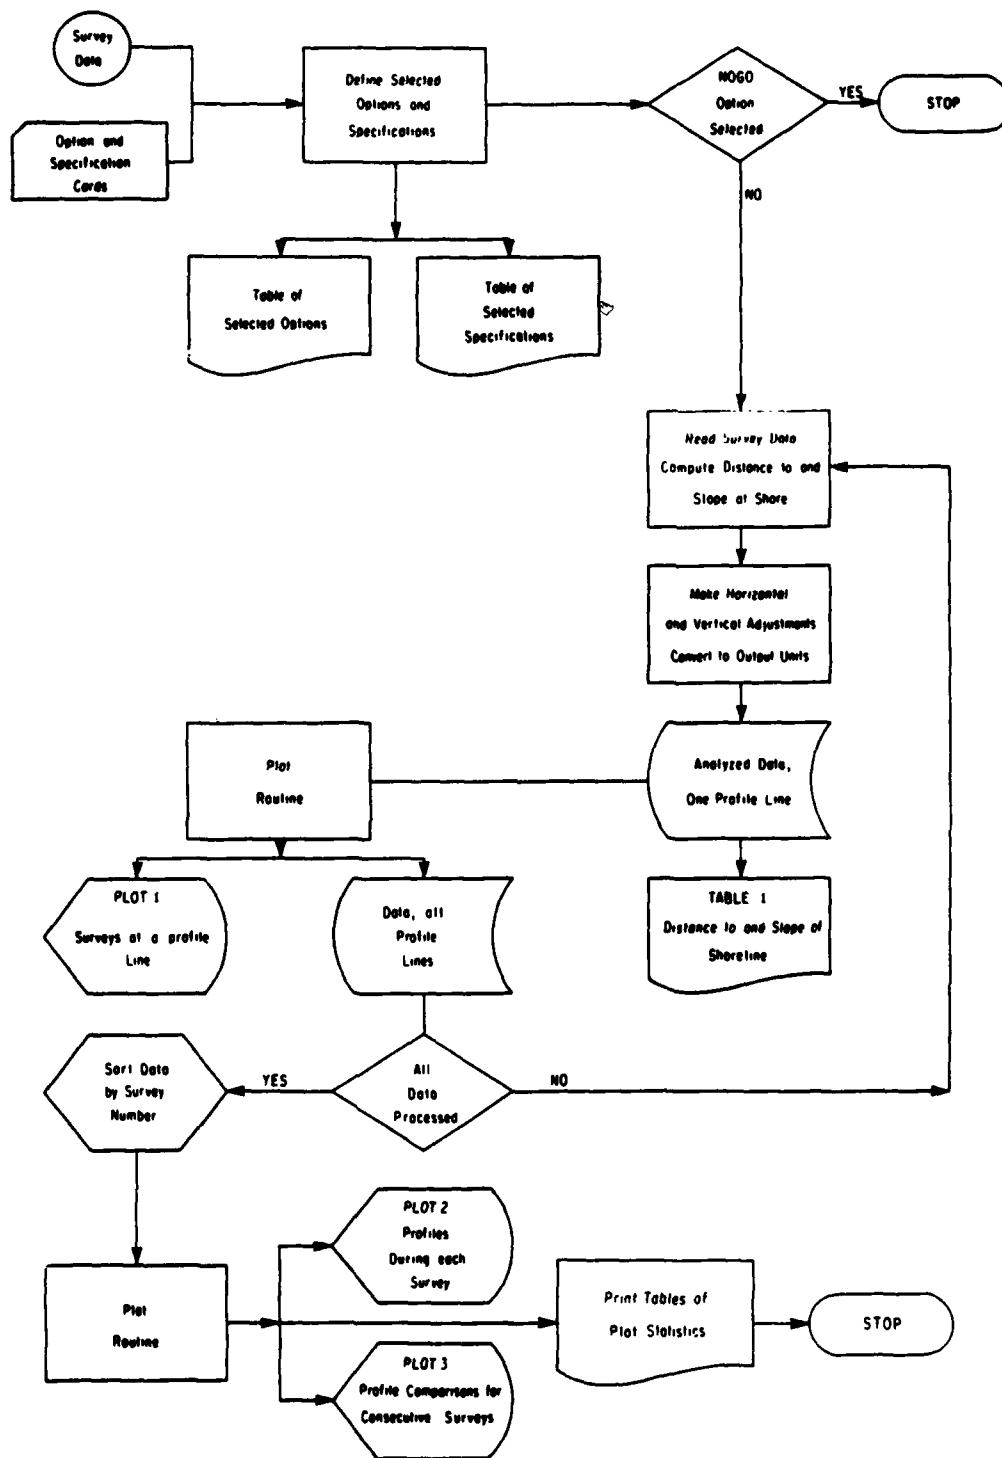 Survey
Data
Option and
Specification
Cards
Define Selected
Options and
Specifications
NOGO
Option
Selected
YES
STOP
NO
Table of
Selected Options
Table of
Selected
Specifications
Read Survey Data
Compute Distance to and
Slope at Shore
Make Horizontal
and Vertical Adjustments
Convert to Output Units
Plot
Routine
Analyzed Data,
One Profile Line
PLOT 1
Surveys at a profile
Line
Data, all
Profile
Lines
TABLE 1
Distance to and Slope of
Shoreline
Sort Data
by Survey
Number
YES
All
Data
Processed
NO
PLOT 2
Profiles
During each
Survey
Plot
Routine
Print Tables of
Plot Statistics
STOP
PLOT 3
Profile Comparisons for
Consecutive Surveys